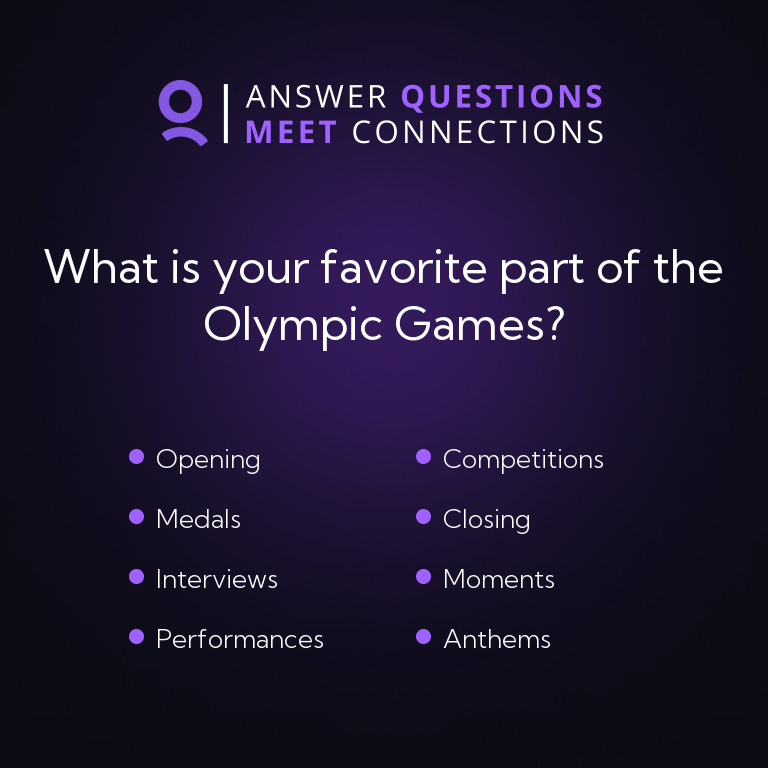 ANSWER QUESTIONS
MEET CONNECTIONS
What is your favorite part of the
Olympic Games?
Opening
Medals
Interviews
Performances
Competitions
Closing
Moments
Anthems